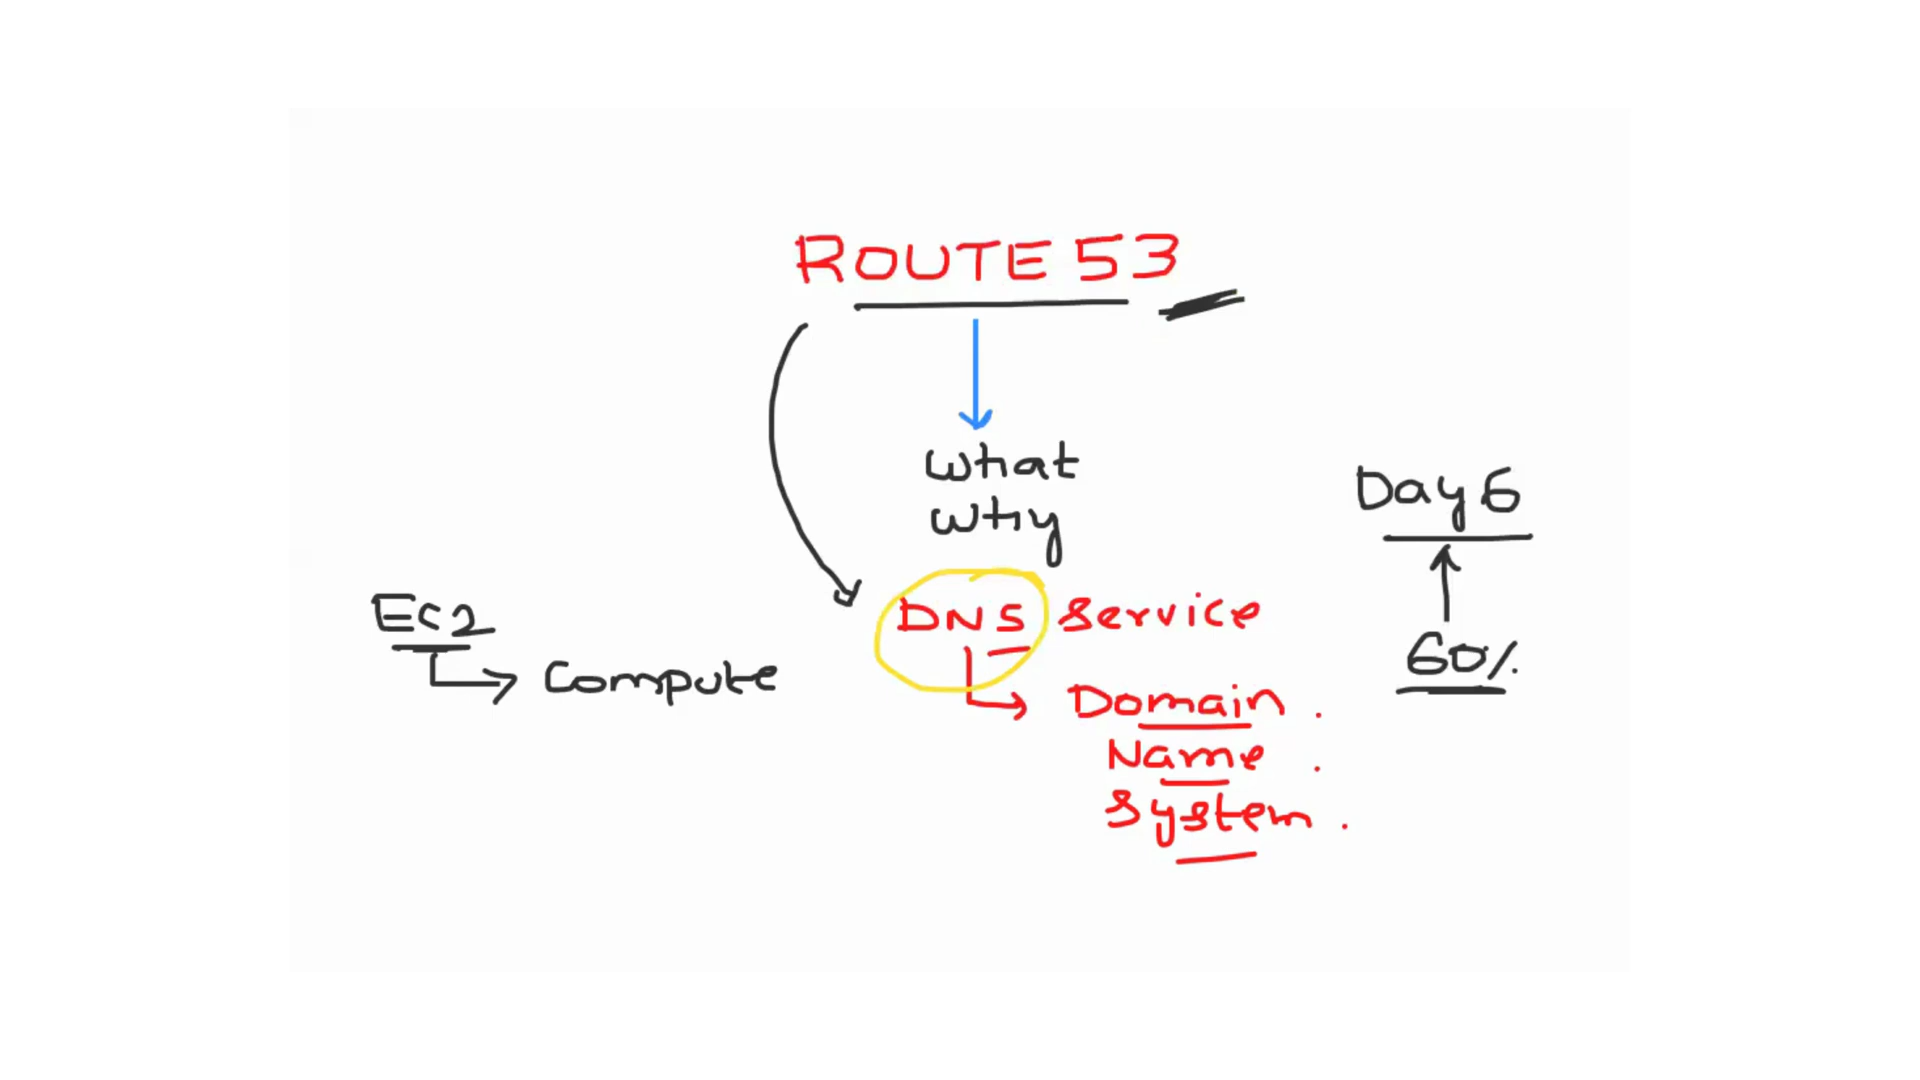 ROUTE 53
What
Why
Day 6
EC2
DNS Service
60%
Compute
Domain .
Name .
System .